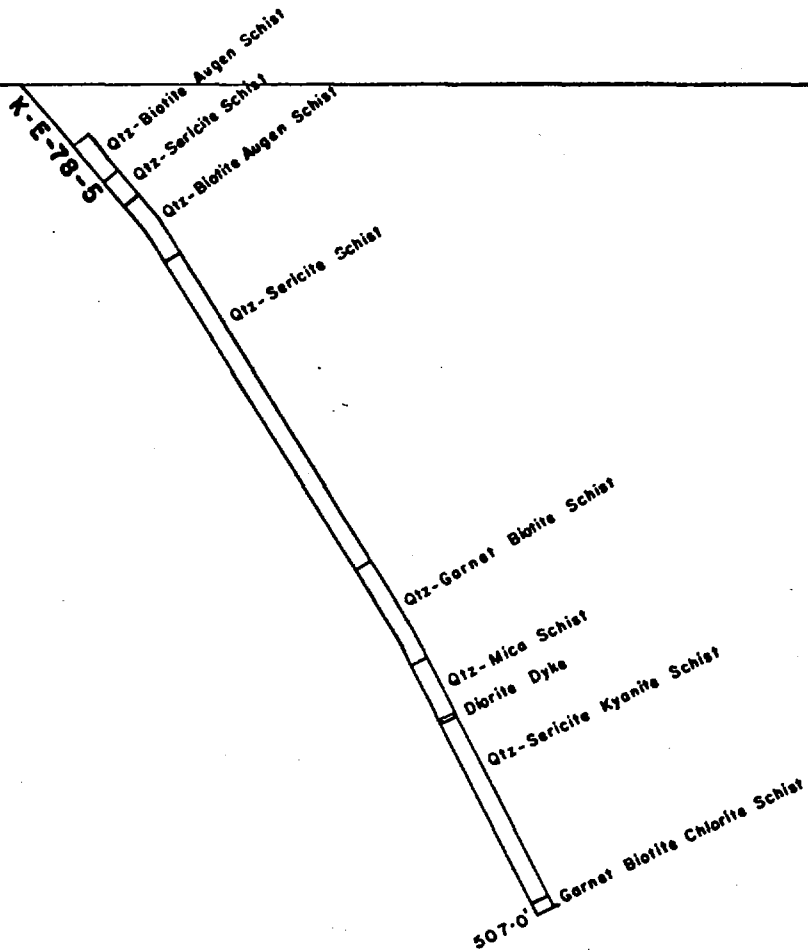 K-E-78-5
Qtz-Biotite Augen Schist
Qtz-Sericite Schist
Qtz-Biotite Augen Schist
Qtz-Sericite Schist
Qtz-Garnet Biotite Schist
Qtz-Mica Schist
Diorite Dyke
Qtz-Sericite Kyanite Schist
Garnet Biotite Chlorite Schist
507.0'